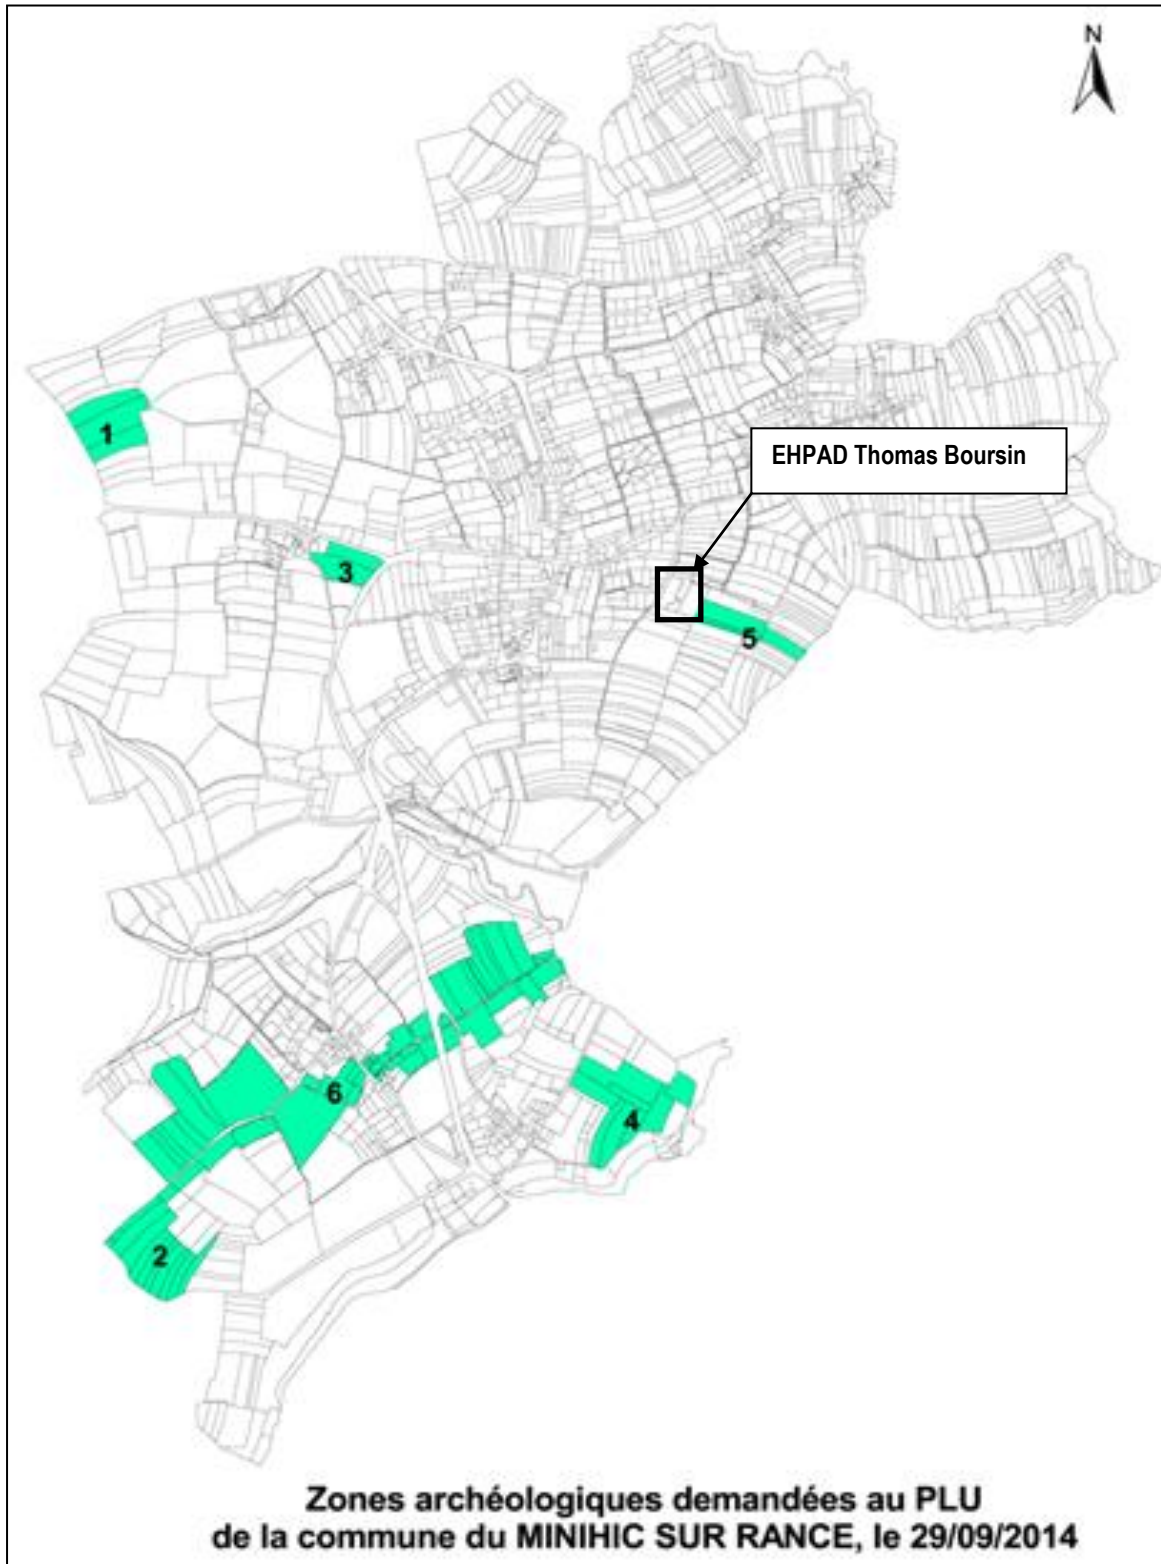 N
1
EHPAD Thomas Boursin
3
5
6
4
2
Zones archéologiques demandées au PLU
de la commune du MINIHIC SUR RANCE, le 29/09/2014